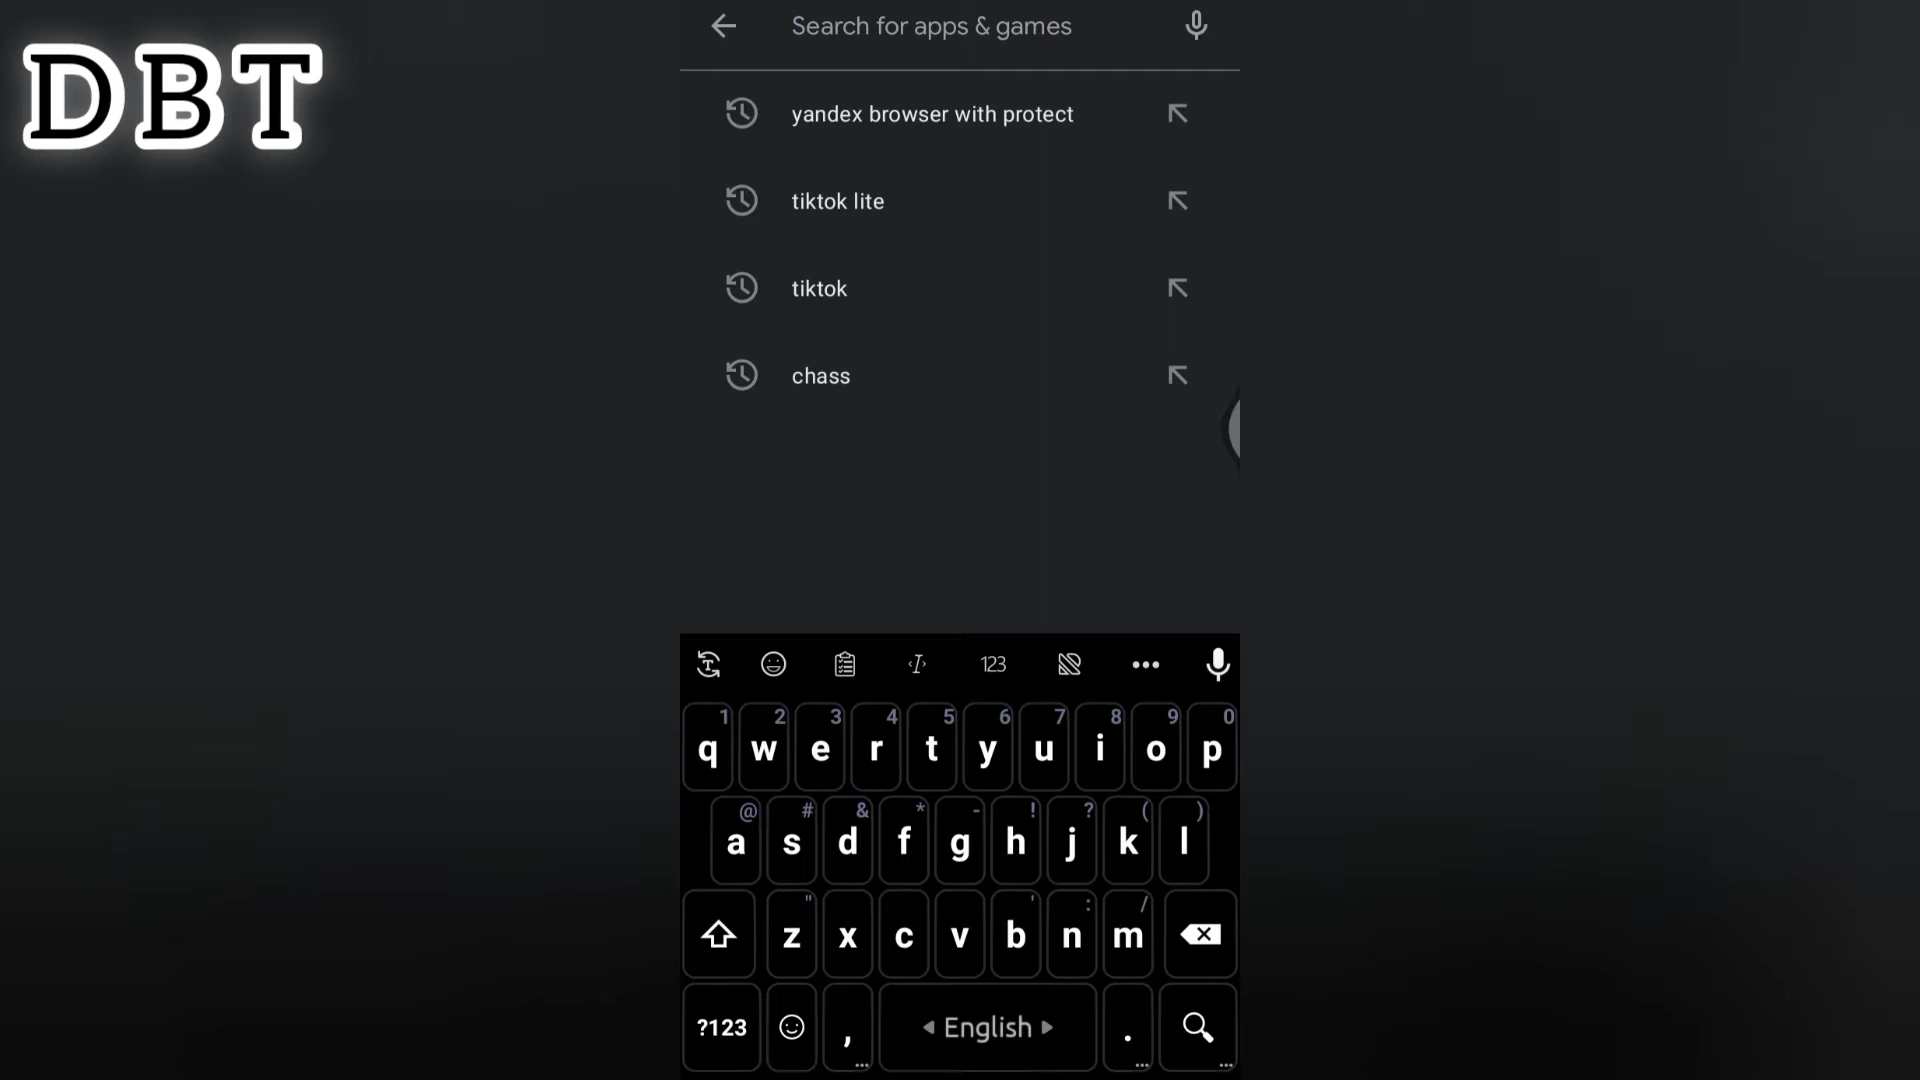 DBT
Search for apps & games
yandex browser with protect
tiktok lite
tiktok
chass
123
1 2 3 4 5 6 7 8 9 0
q w e r t y u i o p
@ # & * - ! ? ( )
a s d f g h j k l
" ' : /
z x c v b n m
?123 , English .